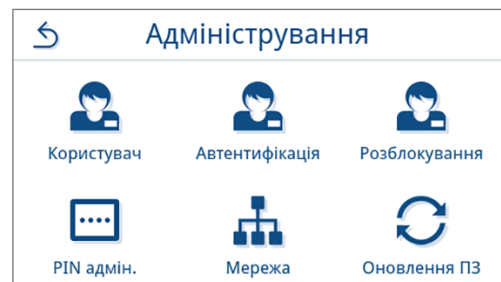 Адміністрування
Користувач Автентифікація Розблокування
PIN адмін. Мережа Оновлення ПЗ